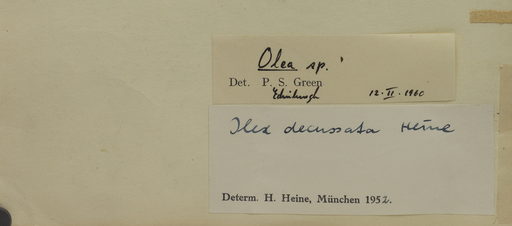 Olea sp.
Det. P. S. Green
Edinburgh 12·II·1960
Ilex decussata Heine
Determ. H. Heine, München 1952.